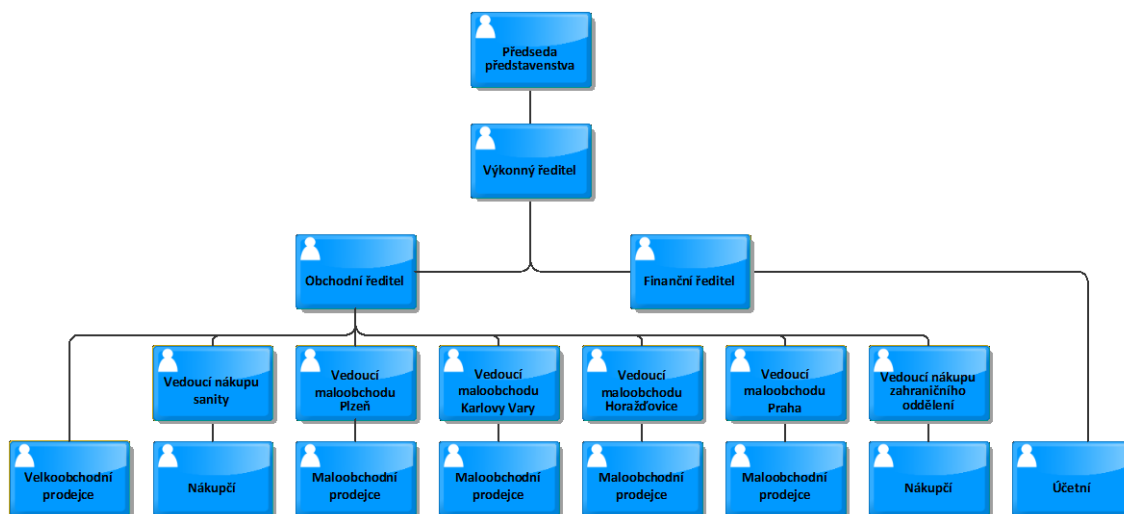 Předseda
představenstva
Výkonný ředitel
Obchodní ředitel
Finanční ředitel
Vedoucí nákupu
sanity
Vedoucí
maloobchodu
Plzeň
Vedoucí
maloobchodu
Karlovy Vary
Vedoucí
maloobchodu
Horažďovice
Vedoucí
maloobchodu
Praha
Vedoucí nákupu
zahraničního
oddělení
Velkoobchodní
prodejce
Nákupčí
Maloobchodní
prodejce
Maloobchodní
prodejce
Maloobchodní
prodejce
Maloobchodní
prodejce
Nákupčí
Účetní